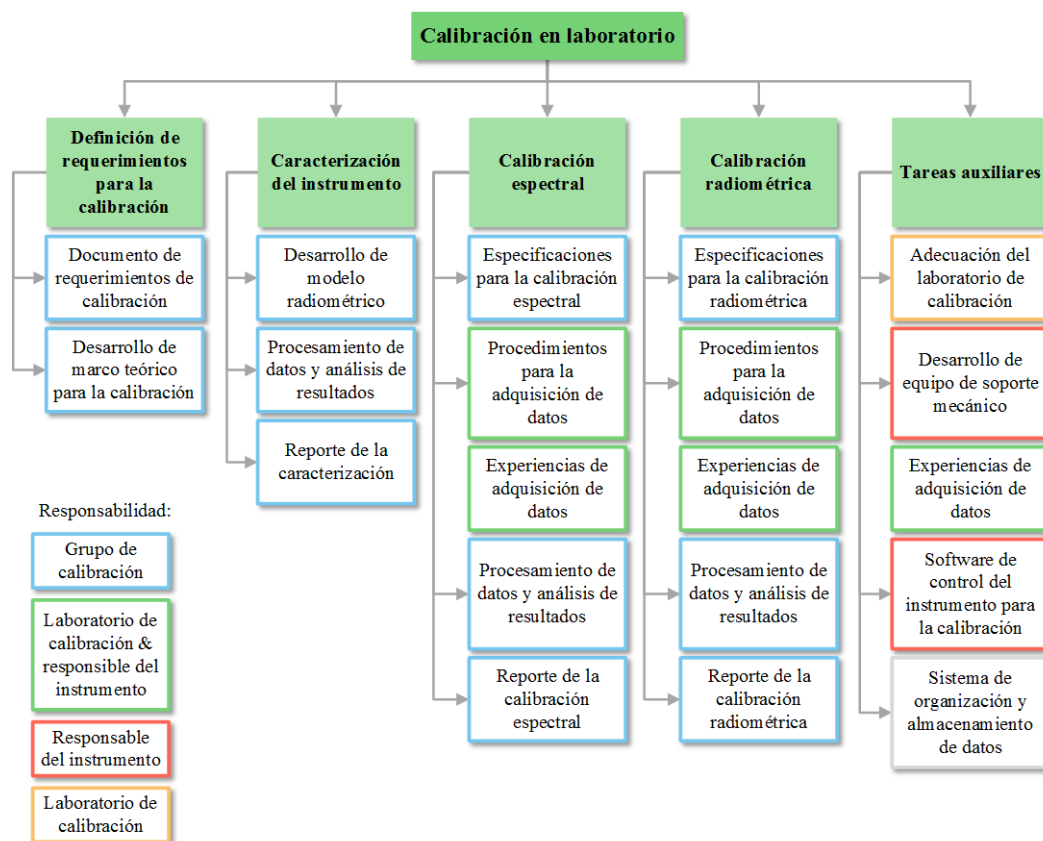 Calibración en laboratorio
Definición de
requerimientos
para la
calibración
Documento de
requerimientos de
calibración
Desarrollo de
marco teórico
para la calibración
Caracterización
del instrumento
Desarrollo de
modelo
radiométrico
Procesamiento de
datos y análisis de
resultados
Reporte de la
caracterización
Calibración
espectral
Especificaciones
para la calibración
espectral
Procedimientos
para la
adquisición de
datos
Experiencias de
adquisición de
datos
Procesamiento de
datos y análisis de
resultados
Reporte de la
calibración
espectral
Calibración
radiométrica
Especificaciones
para la calibración
radiométrica
Procedimientos
para la
adquisición de
datos
Experiencias de
adquisición de
datos
Procesamiento de
datos y análisis de
resultados
Reporte de la
calibración
radiométrica
Tareas auxiliares
Adecuación del
laboratorio de
calibración
Desarrollo de
equipo de soporte
mecánico
Experiencias de
adquisición de
datos
Software de
control del
instrumento para
la calibración
Sistema de
organización y
almacenamiento
de datos
Responsabilidad:
Grupo de
calibración
Laboratorio de
calibración &
responsible del
instrumento
Responsable
del instrumento
Laboratorio de
calibración